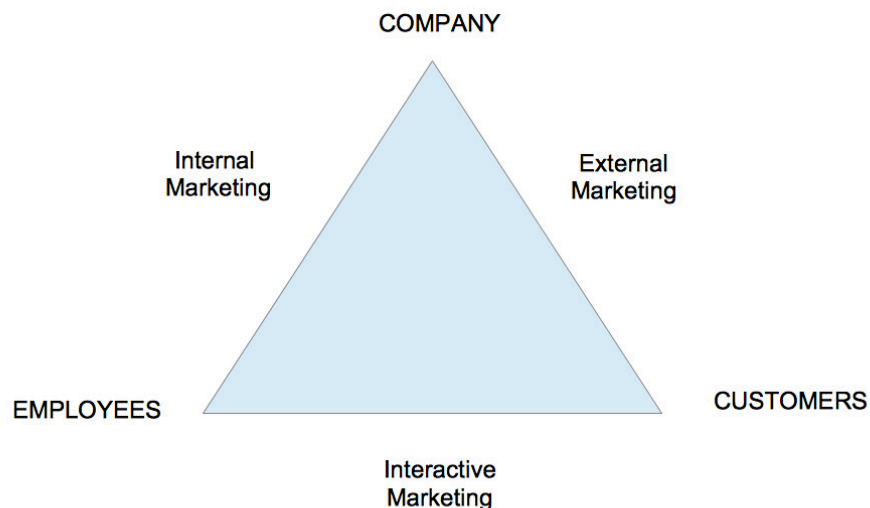 COMPANY
Internal
Marketing
External
Marketing
EMPLOYEES
CUSTOMERS
Interactive
Marketing